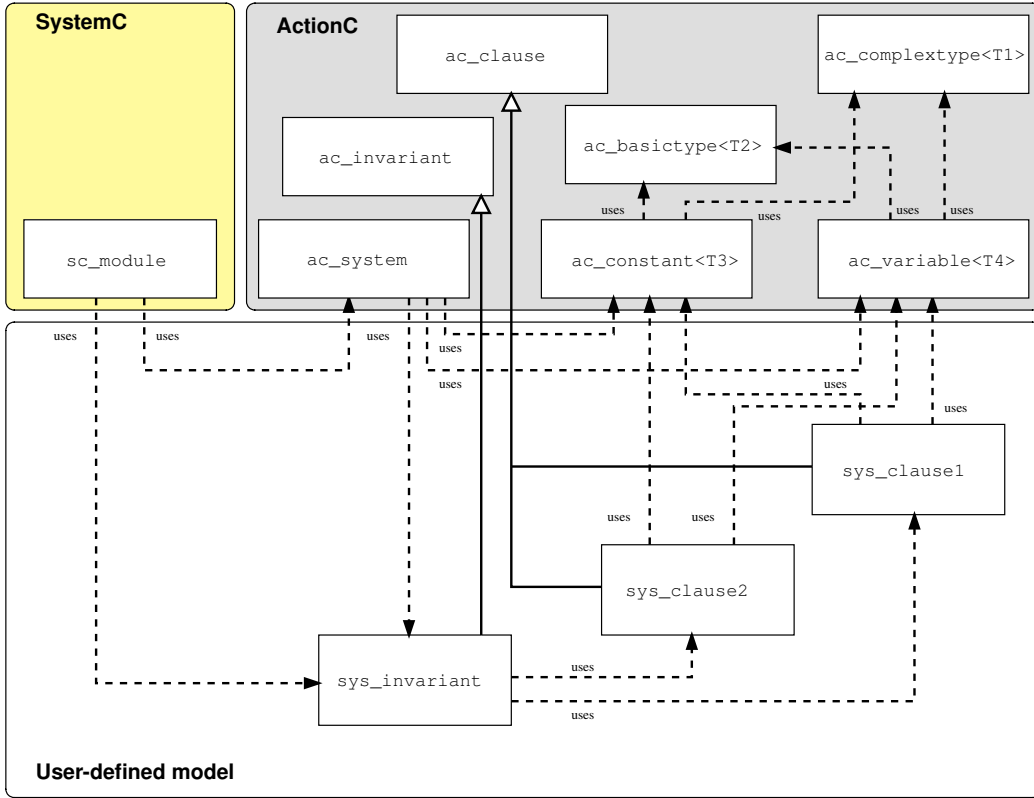 SystemC
ActionC
ac_clause
ac_complextype<T1>
ac_invariant
ac_basictype<T2>
uses
uses
uses
uses
sc_module
ac_system
ac_constant<T3>
ac_variable<T4>
uses
uses
uses
uses
uses
uses
uses
sys_clause1
uses
uses
sys_clause2
uses
sys_invariant
uses
User-defined model